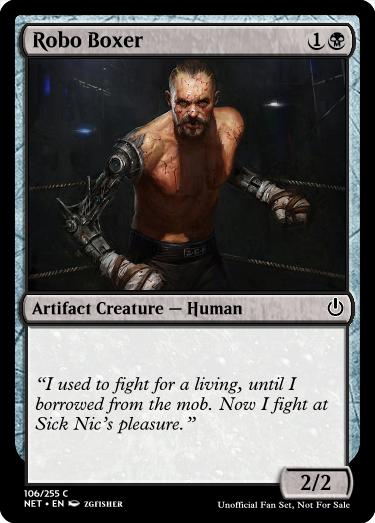 Robo Boxer 1
Artifact Creature — Human
“I used to fight for a living, until I
borrowed from the mob. Now I fight at
Sick Nic’s pleasure.”
2/2
106/255 C
NET • EN ZGFISHER
Unofficial Fan Set, Not For Sale